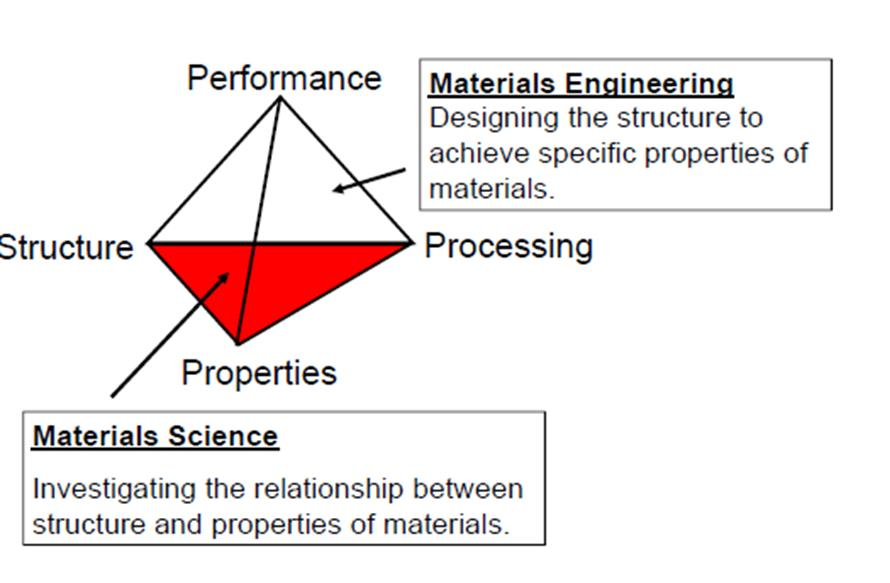 Performance
Materials Engineering
Designing the structure to
achieve specific properties of
materials.
Structure
Processing
Properties
Materials Science
Investigating the relationship between
structure and properties of materials.